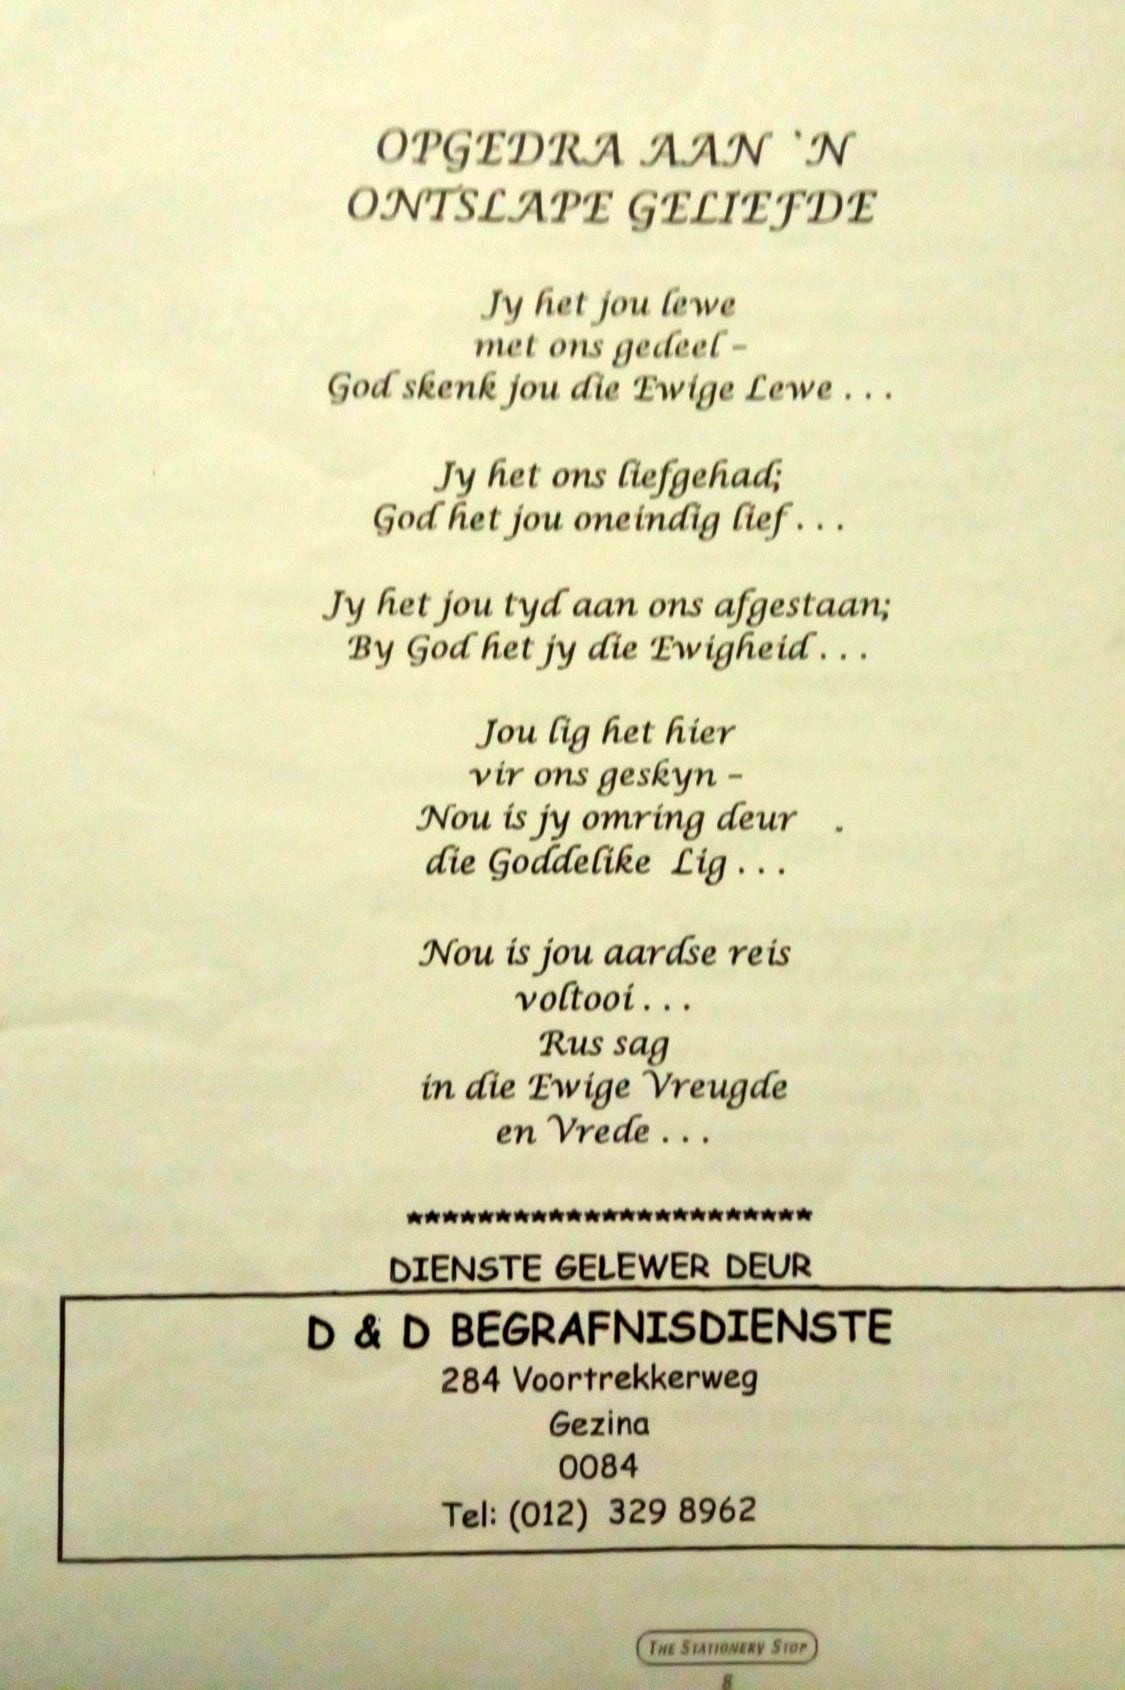 OPGEDRA AAN `N
ONTSLAPE GELIEFDE
Jy het jou lewe
met ons gedeel –
God skenk jou die Ewige Lewe . . .
Jy het ons liefgehad;
God het jou oneindig lief . . .
Jy het jou tyd aan ons afgestaan;
By God het jy die Ewigheid . . .
Jou lig het hier
vir ons geskyn –
Nou is jy omring deur
die Goddelike Lig . . .
Nou is jou aardse reis
voltooi . . .
Rus sag
in die Ewige Vreugde
en Vrede . . .
***********************
DIENSTE GELEWER DEUR
D & D BEGRAFNISDIENSTE
284 Voortrekkerweg
Gezina
0084
Tel: (012) 329 8962
THE STATIONERY STOP
8